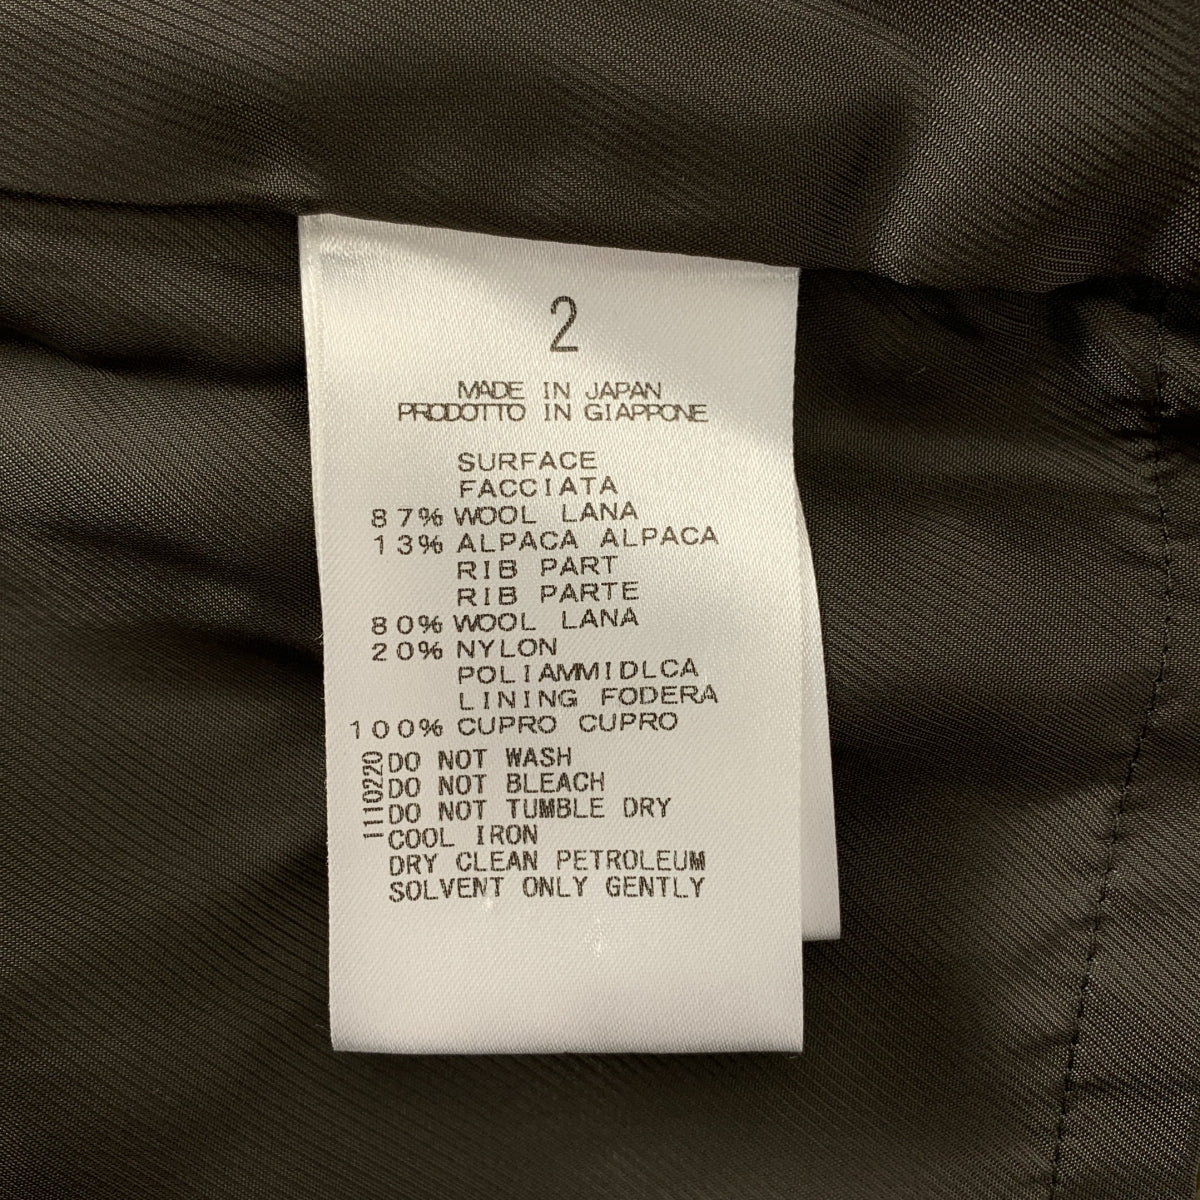 2
MADE IN JAPAN
PRODOTTO IN GIAPPONE
SURFACE
FACCIATA
87% WOOL LANA
13% ALPACA ALPACA
RIB PART
RIB PARTE
80% WOOL LANA
20% NYLON
POLIAMMIDLCA
LINING FODERA
100% CUPRO CUPRO
1110220
DO NOT WASH
DO NOT BLEACH
DO NOT TUMBLE DRY
COOL IRON
DRY CLEAN PETROLEUM
SOLVENT ONLY GENTLY